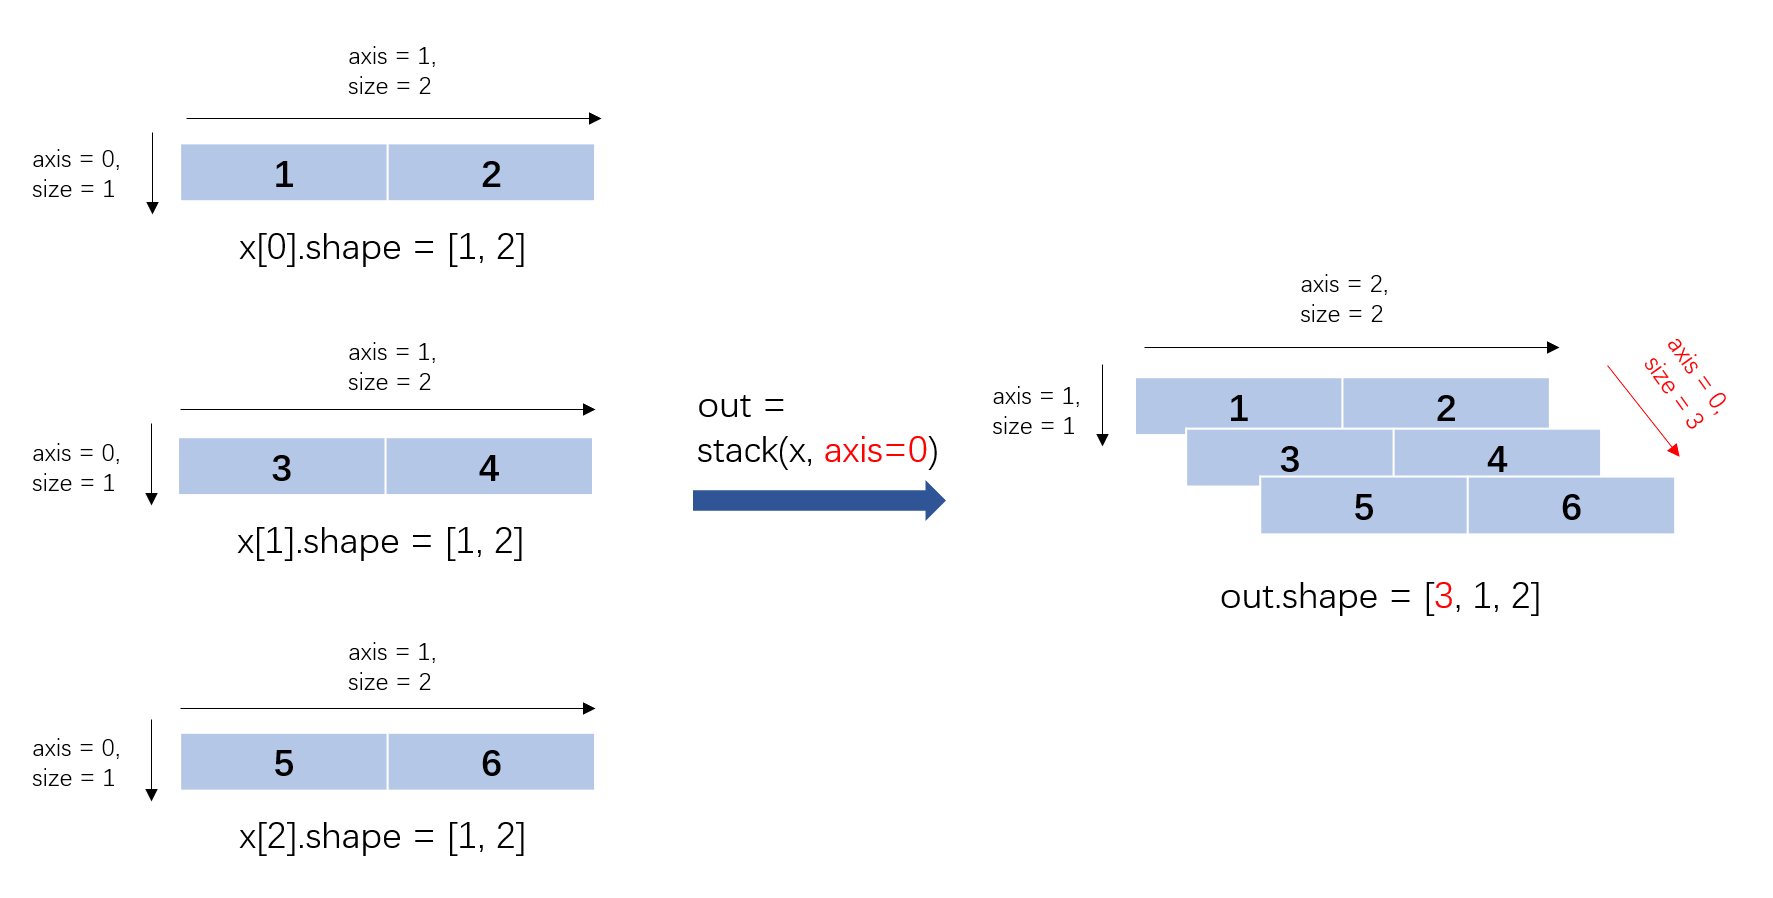 axis = 1,
size = 2
axis = 0,
size = 1
1 2
x[0].shape = [1, 2]
axis = 1,
size = 2
axis = 0,
size = 1
3 4
x[1].shape = [1, 2]
axis = 1,
size = 2
axis = 0,
size = 1
5 6
x[2].shape = [1, 2]
out =
stack(x, axis=0)
axis = 2,
size = 2
axis = 1,
size = 1
axis = 0,
size = 3
1 2
3 4
5 6
out.shape = [3, 1, 2]